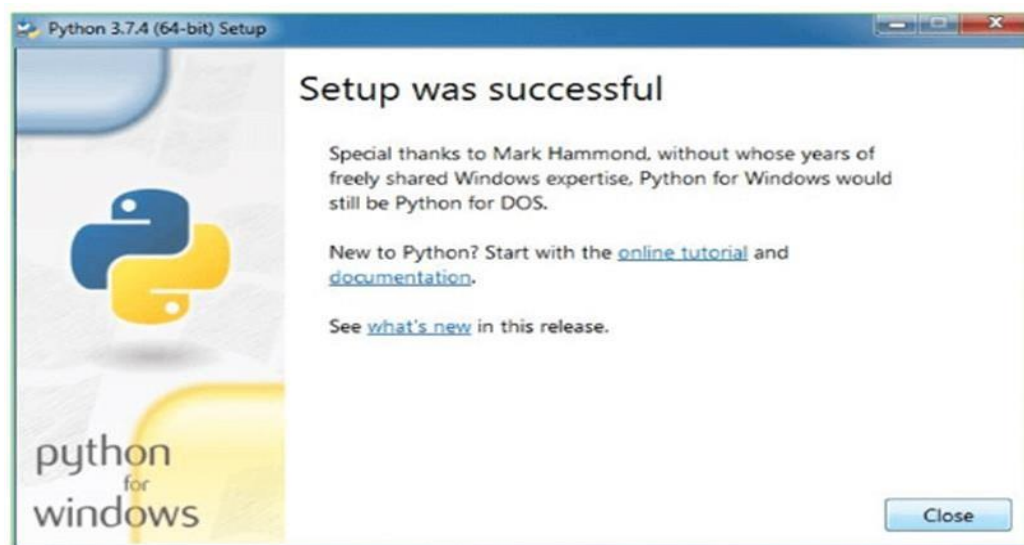 Python 3.7.4 (64-bit) Setup
Setup was successful
Special thanks to Mark Hammond, without whose years of
freely shared Windows expertise, Python for Windows would
still be Python for DOS.
New to Python? Start with the online tutorial and
documentation.
See what's new in this release.
python
for
windows
Close